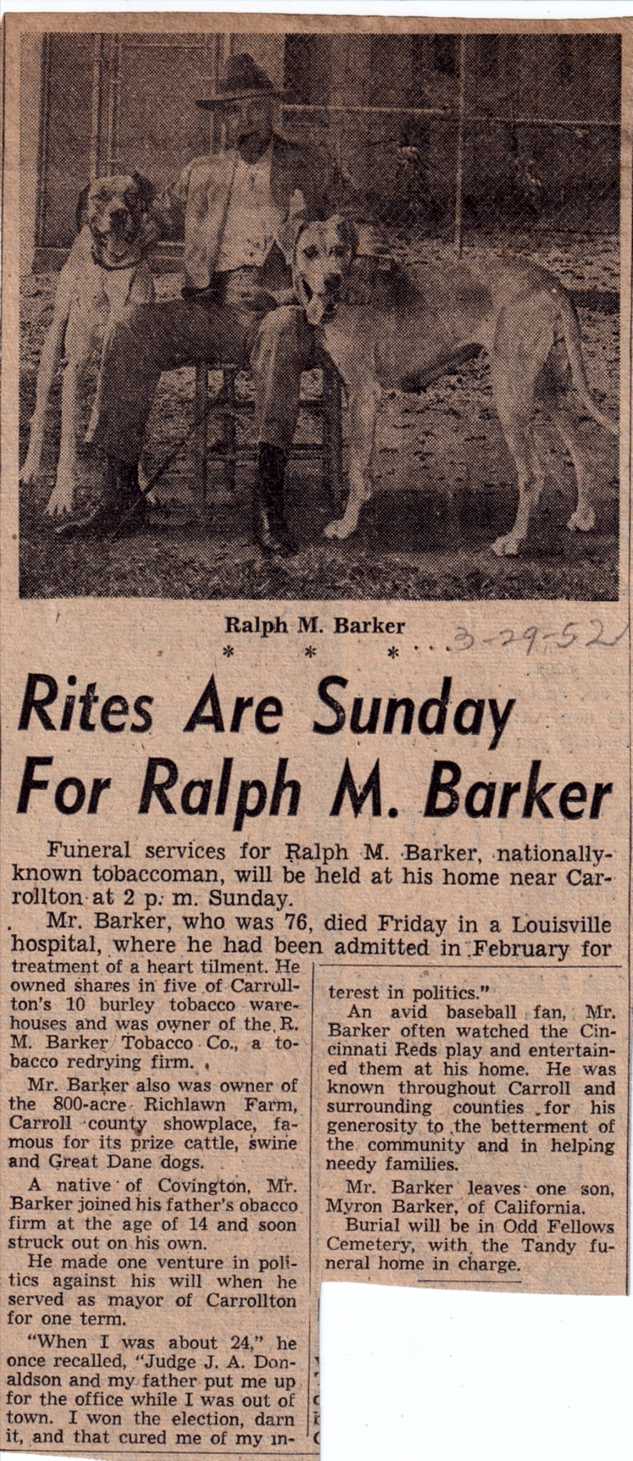 Ralph M. Barker
3-29-52
* * *
Rites Are Sunday
For Ralph M. Barker
Funeral services for Ralph M. Barker, nationally-
known tobaccoman, will be held at his home near Car-
rollton at 2 p. m. Sunday.
Mr. Barker, who was 76, died Friday in a Louisville
hospital, where he had been admitted in February for
treatment of a heart tilment. He
owned shares in five of Carroll-
ton's 10 burley tobacco ware-
houses and was owner of the R.
M. Barker Tobacco Co., a to-
bacco redrying firm.
Mr. Barker also was owner of
the 800-acre Richlawn Farm,
Carroll county showplace, fa-
mous for its prize cattle, swine
and Great Dane dogs.
A native of Covington, Mr.
Barker joined his father's obacco
firm at the age of 14 and soon
struck out on his own.
He made one venture in poli-
tics against his will when he
served as mayor of Carrollton
for one term.
"When I was about 24," he
once recalled, "Judge J. A. Don-
aldson and my father put me up
for the office while I was out of
town. I won the election, darn
it, and that cured me of my in-
terest in politics."
An avid baseball fan, Mr.
Barker often watched the Cin-
cinnati Reds play and entertain-
ed them at his home. He was
known throughout Carroll and
surrounding counties for his
generosity to the betterment of
the community and in helping
needy families.
Mr. Barker leaves one son,
Myron Barker, of California.
Burial will be in Odd Fellows
Cemetery, with the Tandy fu-
neral home in charge.